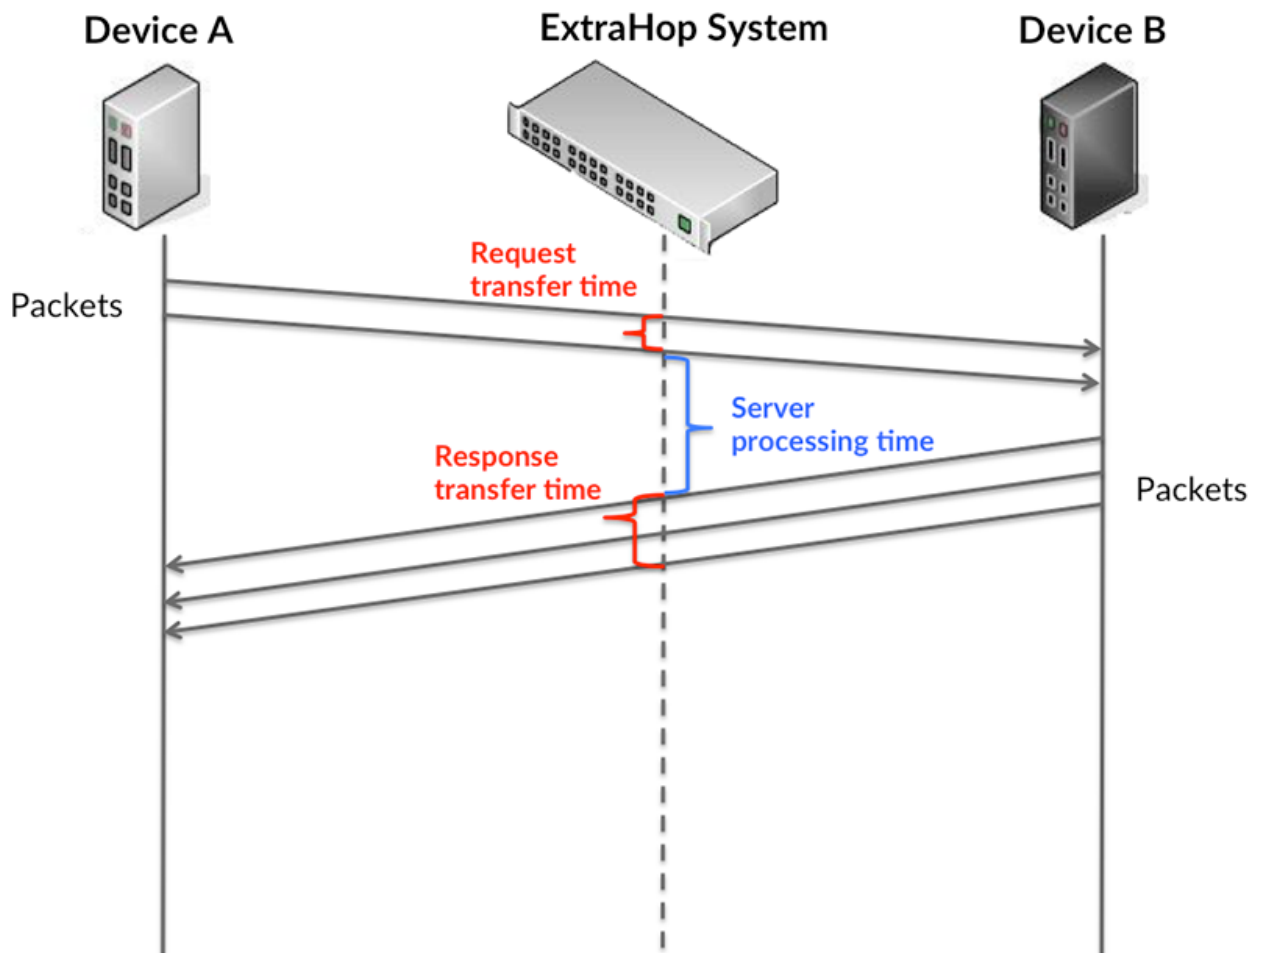 Device A
ExtraHop System
Device B
Request
transfer time
Packets
Server
processing time
Response
transfer time
Packets